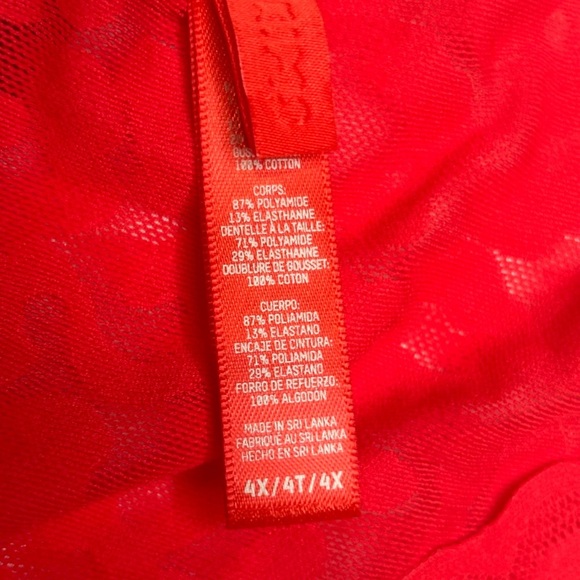 SKIMS
100% COTTON
CORPS:
87% POLYAMIDE
13% ELASTHANNE
DENTELLE À LA TAILLE:
71% POLYAMIDE
29% ELASTHANNE
DOUBLURE DE GOUSSET:
100% COTON
CUERPO:
87% POLIAMIDA
13% ELASTANO
ENCAJE DE CINTURA:
71% POLIAMIDA
29% ELASTANO
FORRO DE REFUERZO:
100% ALGODÓN
MADE IN SRI LANKA
FABRIQUÉ AU SRI LANKA
HECHO EN SRI LANKA
4X/4T/4X